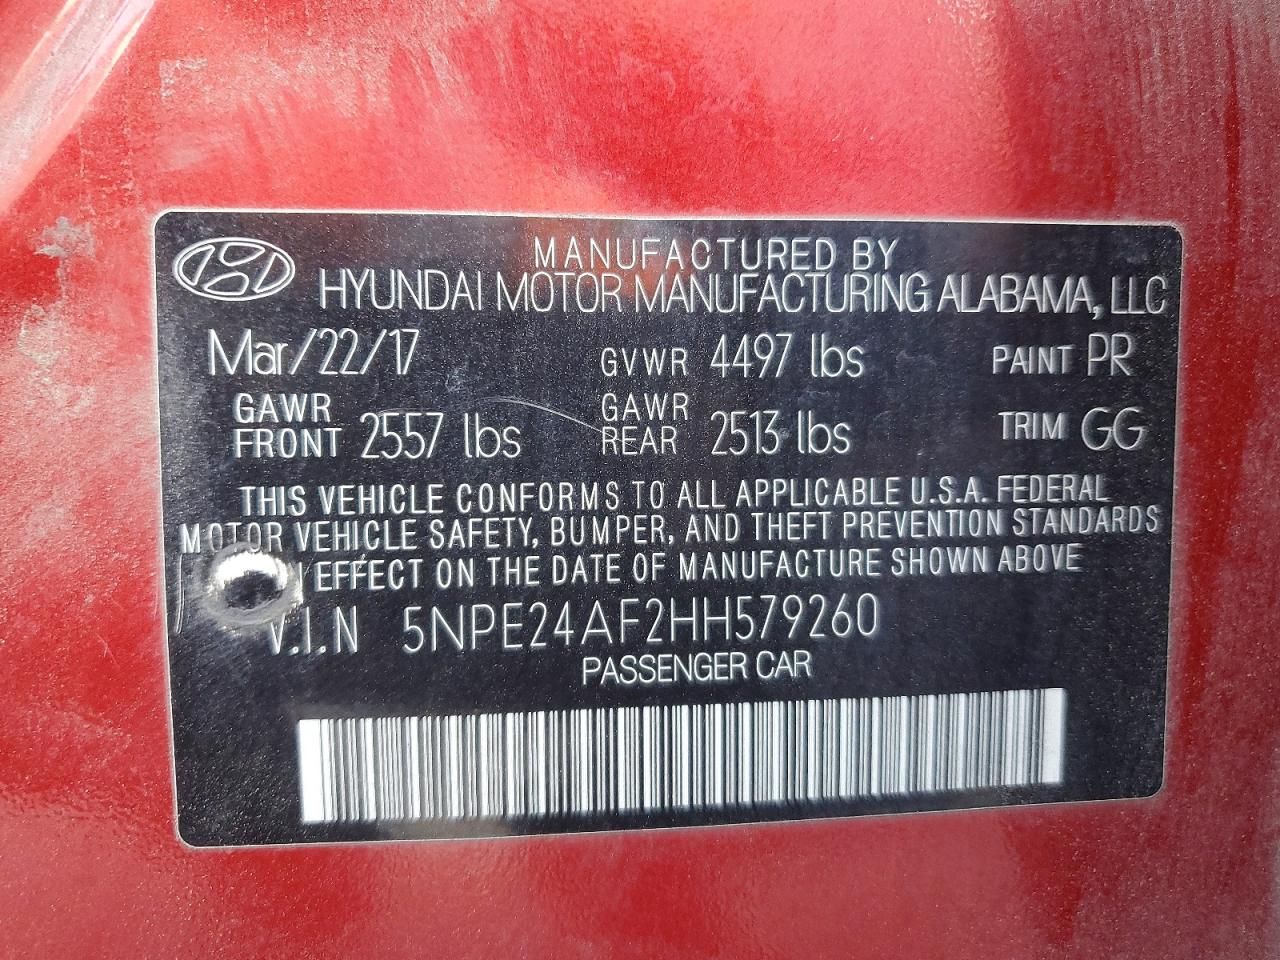 MANUFACTURED BY
HYUNDAI MOTOR MANUFACTURING ALABAMA, LLC
Mar/22/17 GVWR 4497 lbs PAINT PR
GAWR FRONT 2557 lbs GAWR REAR 2513 lbs TRIM GG
THIS VEHICLE CONFORMS TO ALL APPLICABLE U.S.A. FEDERAL
MOTOR VEHICLE SAFETY, BUMPER, AND THEFT PREVENTION STANDARDS
EFFECT ON THE DATE OF MANUFACTURE SHOWN ABOVE
V.I.N 5NPE24AF2HH579260
PASSENGER CAR